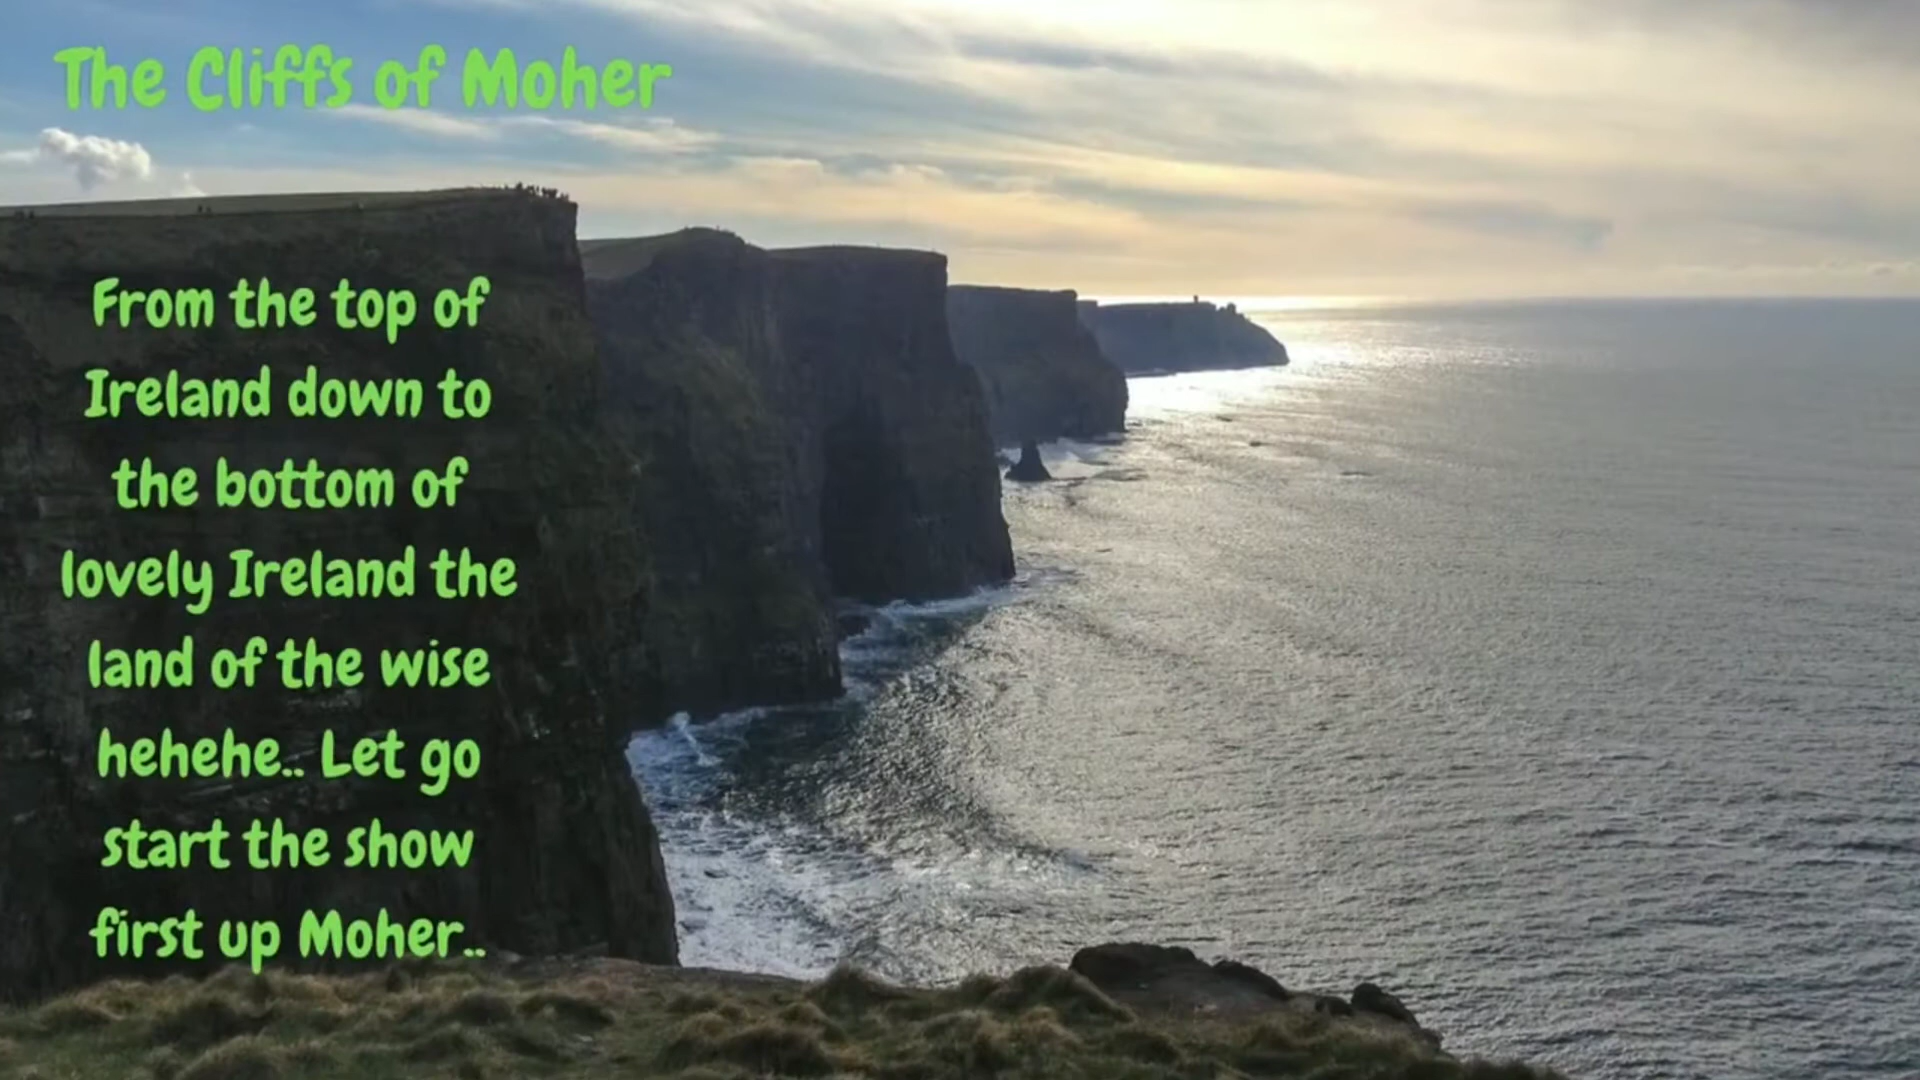 The Cliffs of Moher
From the top of
Ireland down to
the bottom of
lovely Ireland the
land of the wise
hehehe.. Let go
start the show
first up Moher..